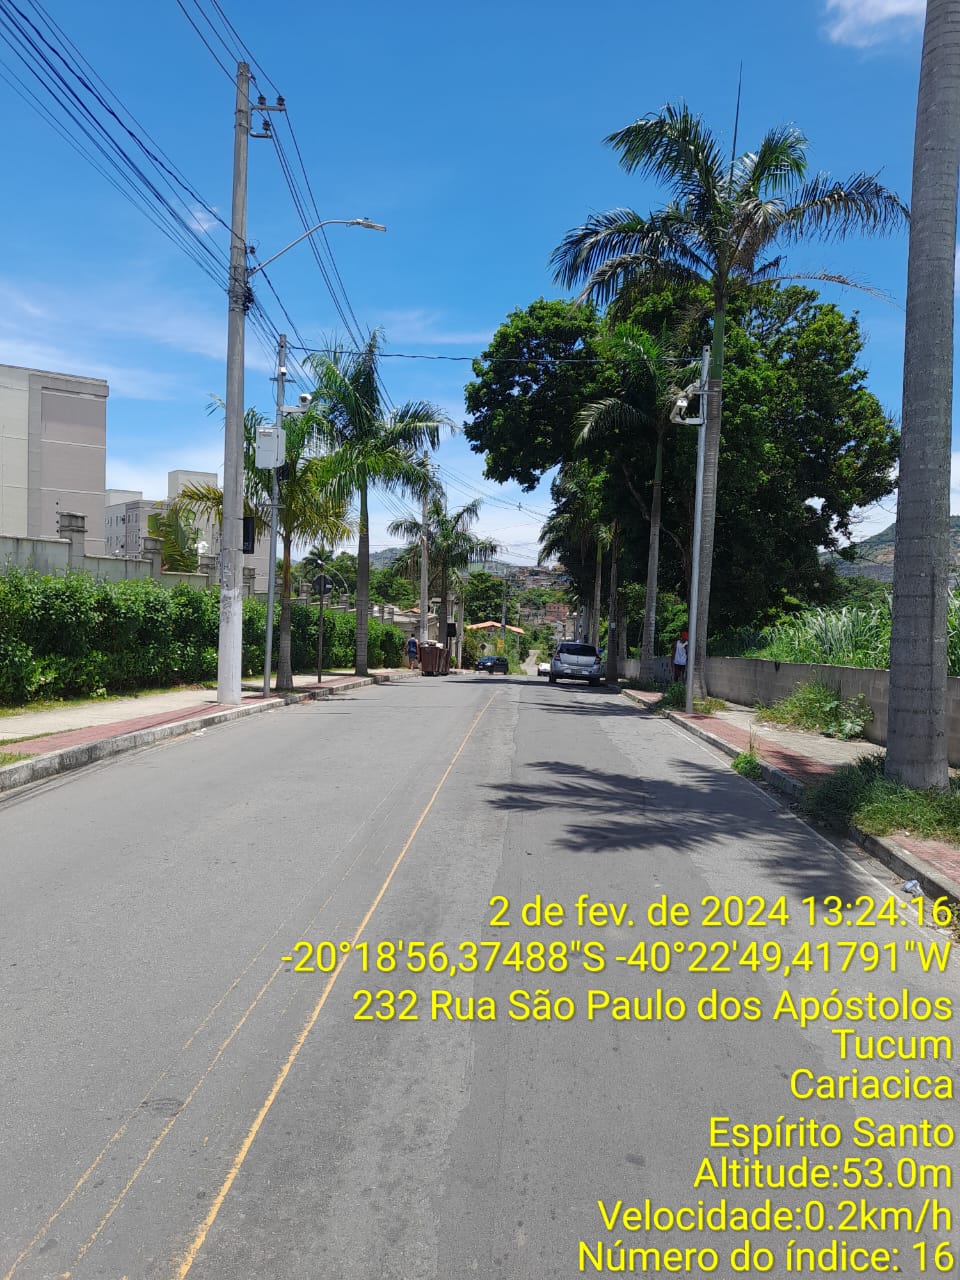 2 de fev. de 2024 13:24:16
-20°18'56,37488"S -40°22'49,41791"W
232 Rua São Paulo dos Apóstolos
Tucum
Cariacica
Espírito Santo
Altitude:53.0m
Velocidade:0.2km/h
Número do índice: 16